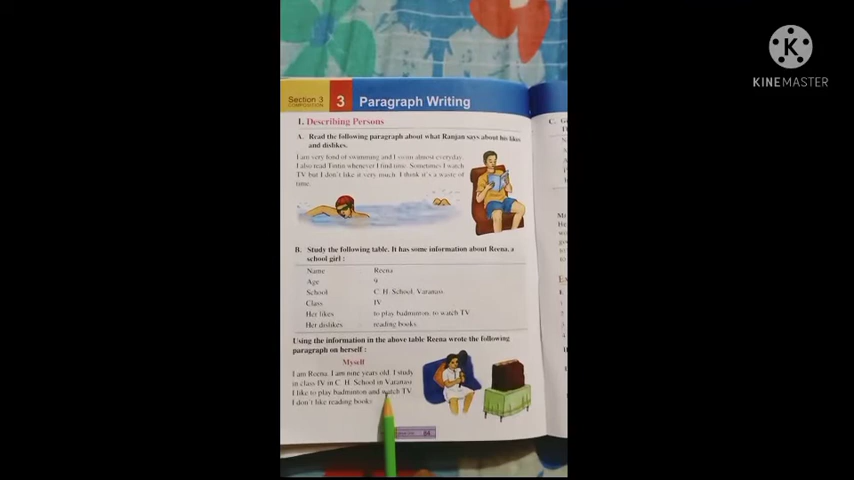 KINEMASTER
Section 3
COMPOSITION
3
Paragraph Writing
I. Describing Persons
A. Read the following paragraph about what Ranjan says about his likes
and dislikes.
I am very fond of swimming and I swim almost everyday.
I also read Tintin whenever I find time. Sometimes I watch
TV but I don't like it very much. I think it's a waste of
time.
B. Study the following table. It has some information about Reena, a
school girl :
Name Reena
Age 9
School C. H. School, Varanasi
Class IV
Her likes to play badminton, to watch TV
Her dislikes reading books.
Using the information in the above table Reena wrote the following
paragraph on herself :
Myself
I am Reena. I am nine years old. I study
in class IV in C. H. School in Varanasi.
I like to play badminton and watch TV.
I don't like reading books.
64
C.